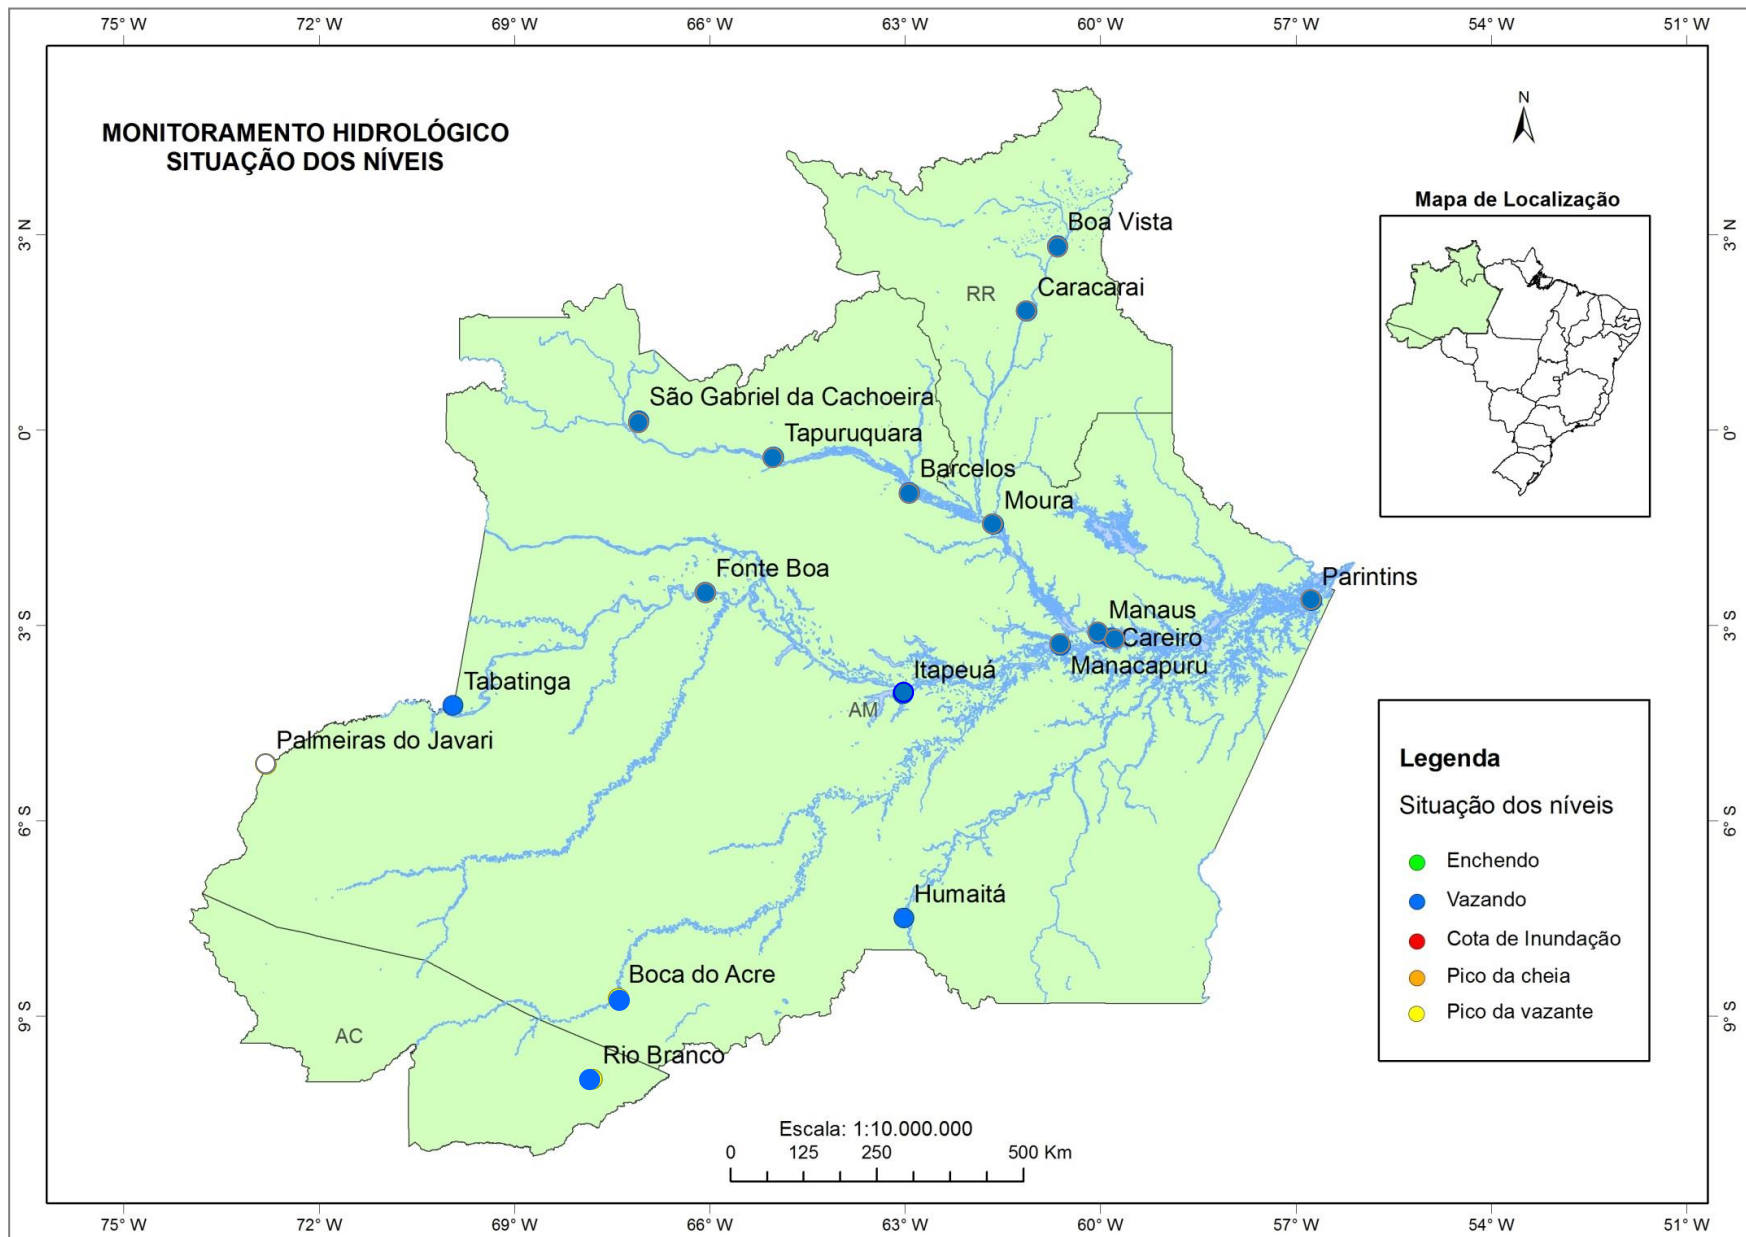 75° W 72° W 69° W 66° W 63° W 60° W 57° W 54° W 51° W
MONITORAMENTO HIDROLÓGICO
SITUAÇÃO DOS NÍVEIS
N
Mapa de Localização
3° N
3° N
Boa Vista
RR
Caracarai
São Gabriel da Cachoeira
0°
0°
Tapuruquara
Barcelos
Moura
Fonte Boa
Parintins
Manaus
3° S
3° S
Careiro
Manacapuru
Itapeuá
Tabatinga
AM
Palmeiras do Javari
Legenda
Situação dos níveis
6° S
6° S
Enchendo
Vazando
Cota de Inundação
Pico da cheia
Pico da vazante
Humaitá
Boca do Acre
9° S
9° S
AC
Rio Branco
Escala: 1:10.000.000
0 125 250 500 Km
75° W 72° W 69° W 66° W 63° W 60° W 57° W 54° W 51° W